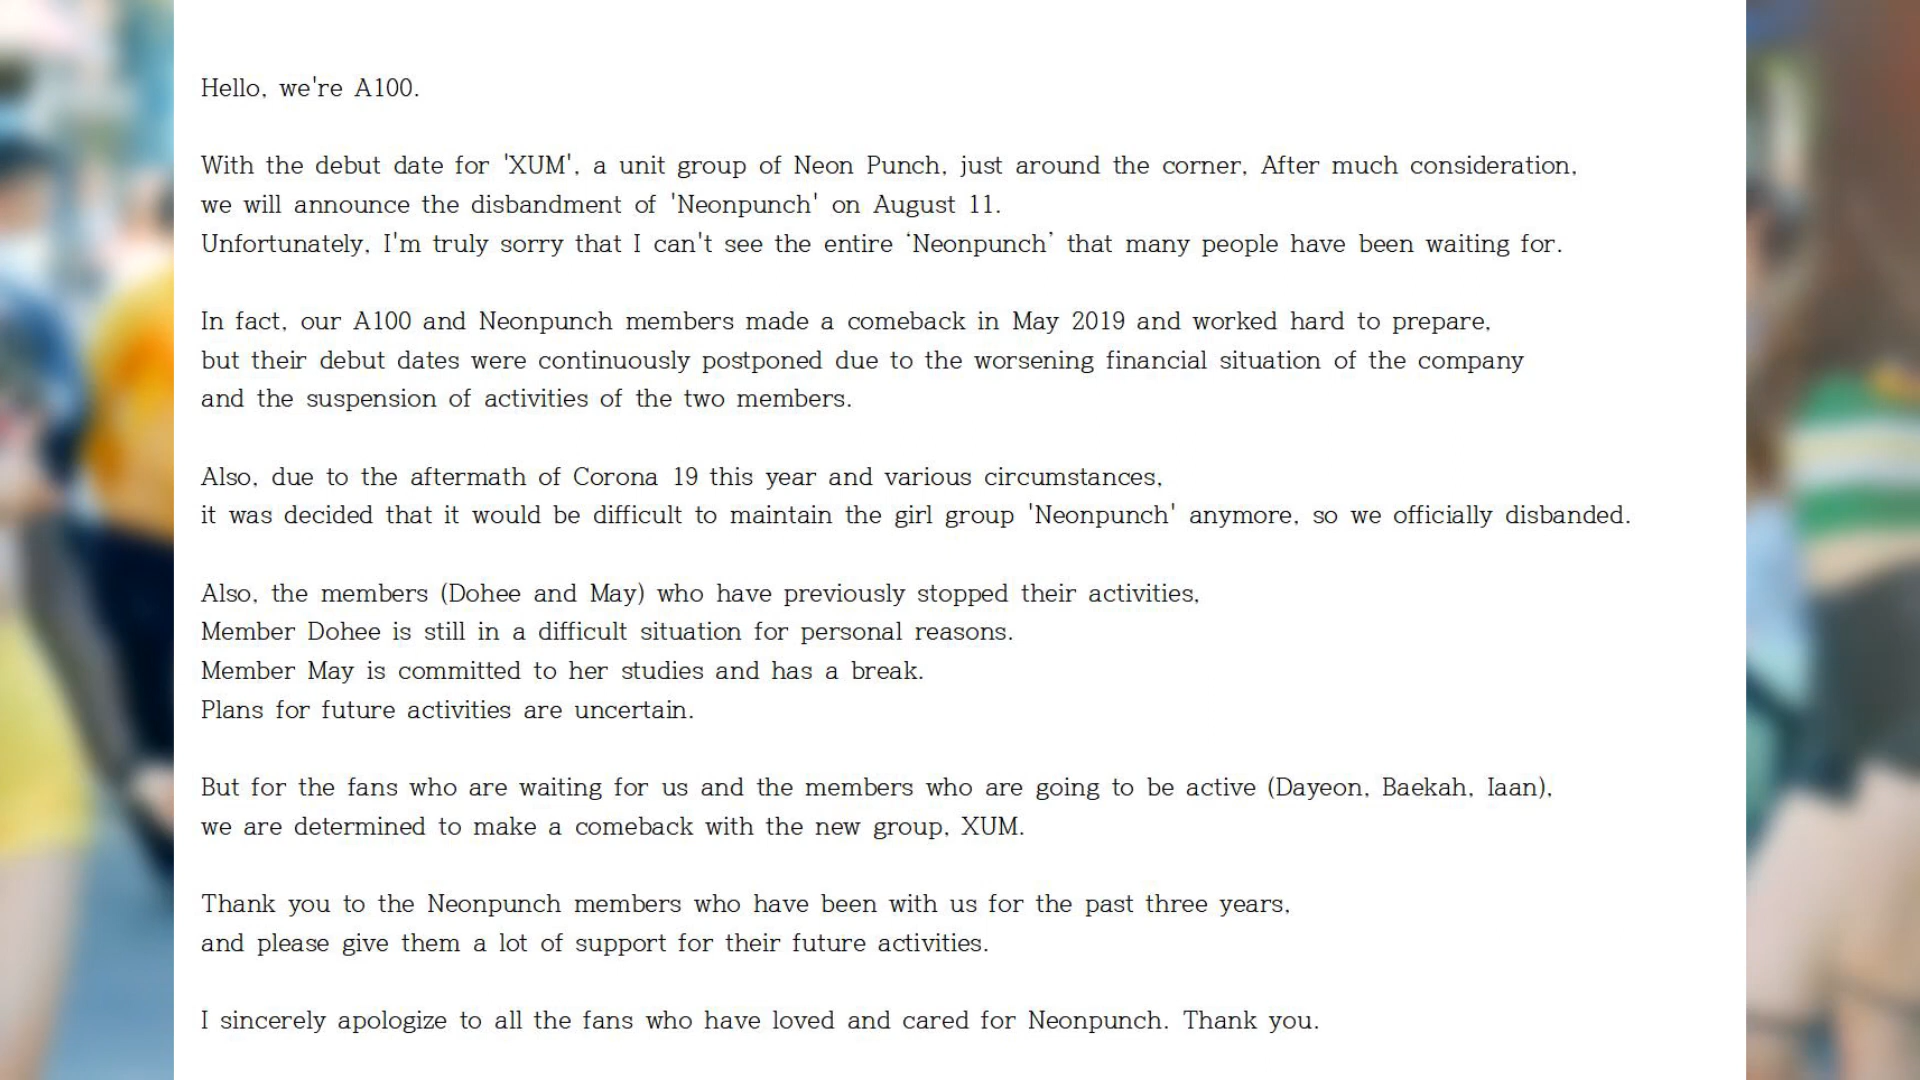 Hello, we're A100.
With the debut date for 'XUM', a unit group of Neon Punch, just around the corner, After much consideration,
we will announce the disbandment of 'Neonpunch' on August 11.
Unfortunately, I'm truly sorry that I can't see the entire ‘Neonpunch’ that many people have been waiting for.
In fact, our A100 and Neonpunch members made a comeback in May 2019 and worked hard to prepare,
but their debut dates were continuously postponed due to the worsening financial situation of the company
and the suspension of activities of the two members.
Also, due to the aftermath of Corona 19 this year and various circumstances,
it was decided that it would be difficult to maintain the girl group 'Neonpunch' anymore, so we officially disbanded.
Also, the members (Dohee and May) who have previously stopped their activities,
Member Dohee is still in a difficult situation for personal reasons.
Member May is committed to her studies and has a break.
Plans for future activities are uncertain.
But for the fans who are waiting for us and the members who are going to be active (Dayeon, Baekah, Iaan),
we are determined to make a comeback with the new group, XUM.
Thank you to the Neonpunch members who have been with us for the past three years,
and please give them a lot of support for their future activities.
I sincerely apologize to all the fans who have loved and cared for Neonpunch. Thank you.